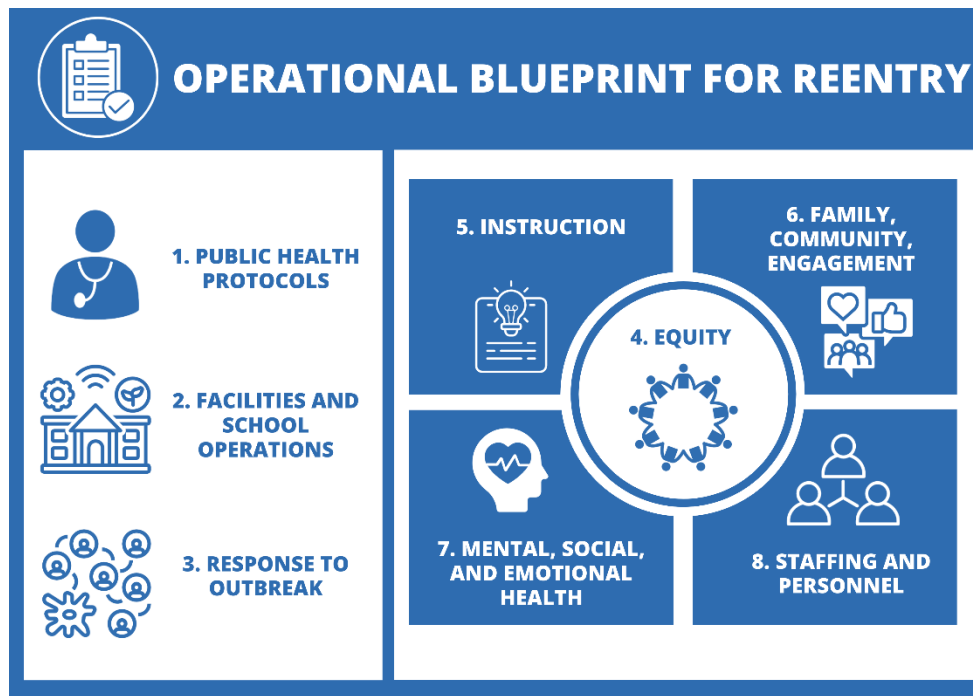 OPERATIONAL BLUEPRINT FOR REENTRY
1. PUBLIC HEALTH
PROTOCOLS
2. FACILITIES AND
SCHOOL
OPERATIONS
3. RESPONSE TO
OUTBREAK
4. EQUITY
5. INSTRUCTION
6. FAMILY,
COMMUNITY,
ENGAGEMENT
7. MENTAL, SOCIAL,
AND EMOTIONAL
HEALTH
8. STAFFING AND
PERSONNEL